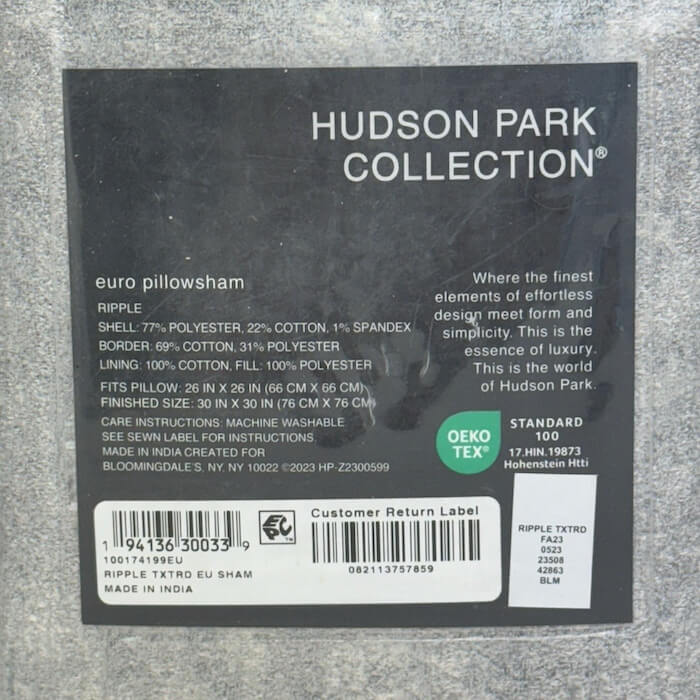 HUDSON PARK
COLLECTION®
euro pillowsham
RIPPLE
SHELL: 77% POLYESTER, 22% COTTON, 1% SPANDEX
BORDER: 69% COTTON, 31% POLYESTER
LINING: 100% COTTON, FILL: 100% POLYESTER
FITS PILLOW: 26 IN X 26 IN (66 CM X 66 CM)
FINISHED SIZE: 30 IN X 30 IN (76 CM X 76 CM)
CARE INSTRUCTIONS: MACHINE WASHABLE
SEE SEWN LABEL FOR INSTRUCTIONS
MADE IN INDIA CREATED FOR
BLOOMINGDALE'S, NY, NY 10022 ©2023 HP-Z2300599
Where the finest
elements of effortless
design meet form and
simplicity. This is the
essence of luxury.
This is the world
of Hudson Park.
OEKO
TEX®
STANDARD
100
17.HIN.19873
Hohenstein Htti
1 94136 30033 9
100174199EU
RIPPLE TXTRD EU SHAM
MADE IN INDIA
EPC™
Customer Return Label
082113757859
RIPPLE TXTRD
FA23
0523
23508
42863
BLM